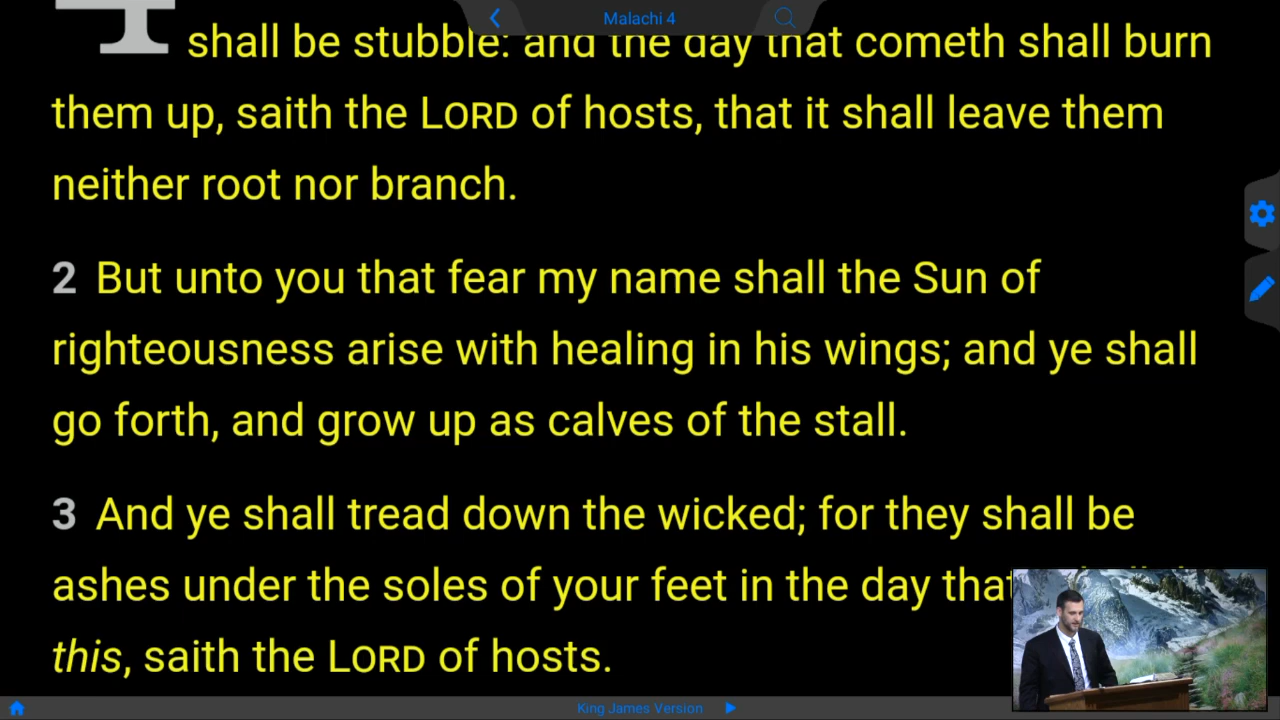 Malachi 4
4 shall be stubble: and the day that cometh shall burn
them up, saith the LORD of hosts, that it shall leave them
neither root nor branch.
2 But unto you that fear my name shall the Sun of
righteousness arise with healing in his wings; and ye shall
go forth, and grow up as calves of the stall.
3 And ye shall tread down the wicked; for they shall be
ashes under the soles of your feet in the day that
this, saith the LORD of hosts.
King James Version